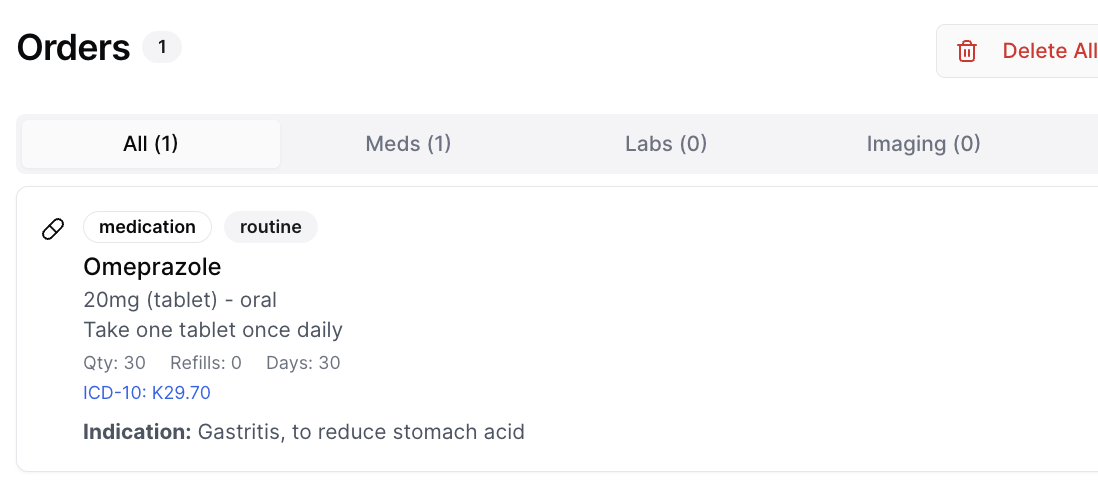 Orders 1
Delete All
All (1) Meds (1) Labs (0) Imaging (0)
medication routine
Omeprazole
20mg (tablet) - oral
Take one tablet once daily
Qty: 30 Refills: 0 Days: 30
ICD-10: K29.70
Indication: Gastritis, to reduce stomach acid